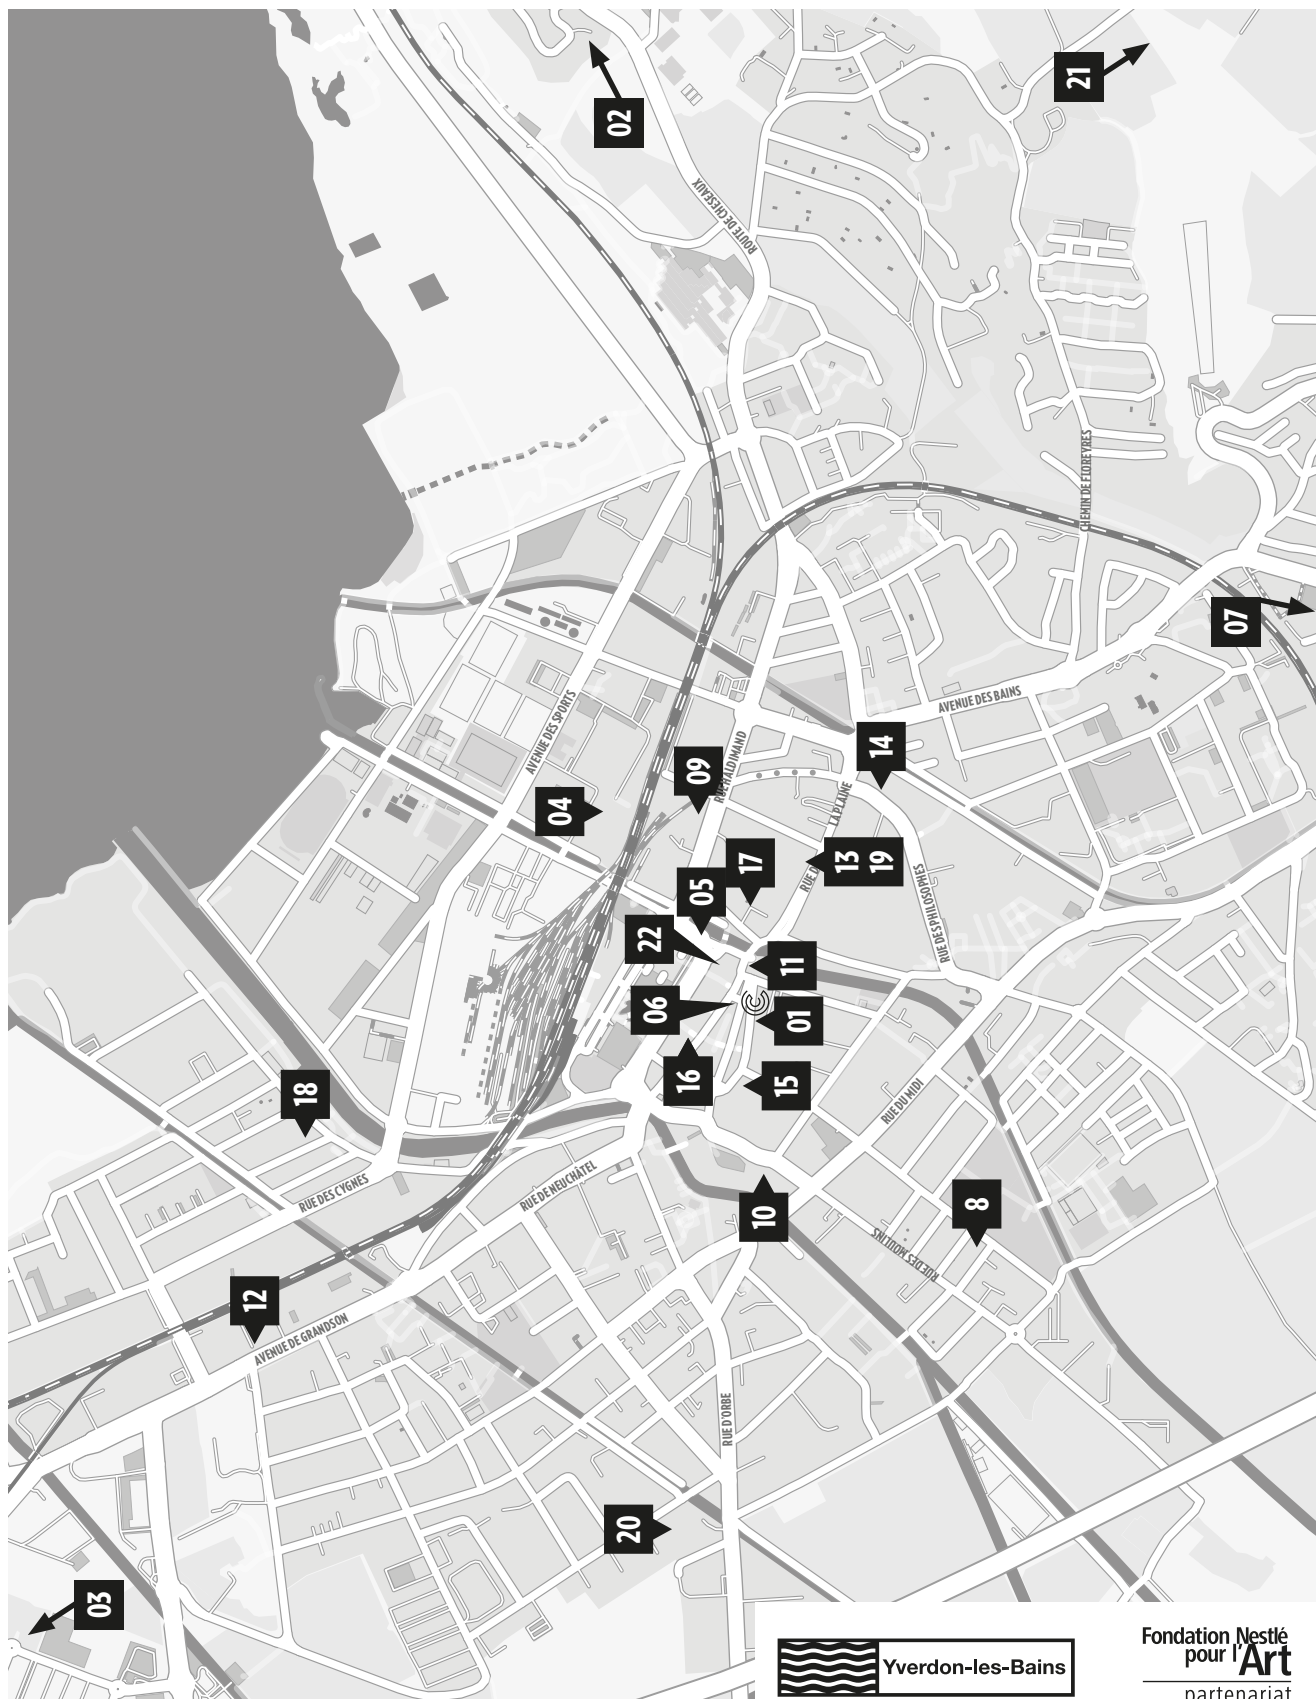 02
21
ROUTE DE CHESEAUX
CHEMIN DE FLOREYRES
07
AVENUE DES BAINS
AVENUE DES SPORTS
RUE HALDIMAND
14
09
04
LA PLAINE
13
19
RUE D
17
05
22
RUE DES PHILOSOPHES
11
06
01
16
15
18
RUE DU MIDI
RUE DES CYGNES
RUE DE NEUCHÂTEL
10
8
RUE DES MOULINS
12
AVENUE DE GRANDSON
RUE D'ORBE
20
03
Yverdon-les-Bains
Fondation Nestlé
pour l'Art
partenariat